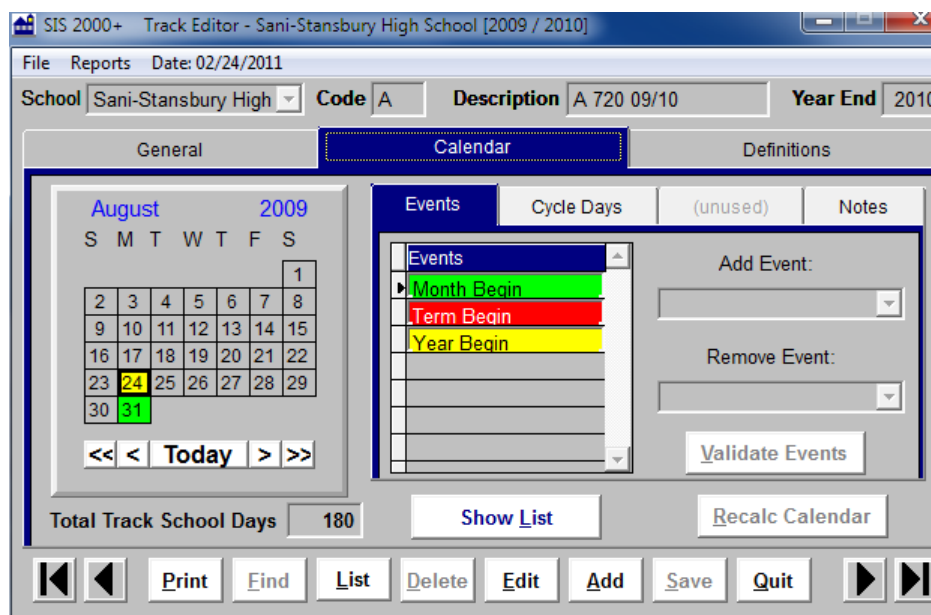 SIS 2000+ Track Editor - Sani-Stansbury High School [2009 / 2010]
File Reports Date: 02/24/2011
School Sani-Stansbury High Code A Description A 720 09/10 Year End 2010
General Calendar Definitions
August 2009
S M T W T F S
1
2 3 4 5 6 7 8
9 10 11 12 13 14 15
16 17 18 19 20 21 22
23 24 25 26 27 28 29
30 31
<< < Today > >>
Total Track School Days 180
Events Cycle Days (unused) Notes
Events
Month Begin
Term Begin
Year Begin
Add Event:
Remove Event:
Validate Events
Show List Recalc Calendar
Print Find List Delete Edit Add Save Quit